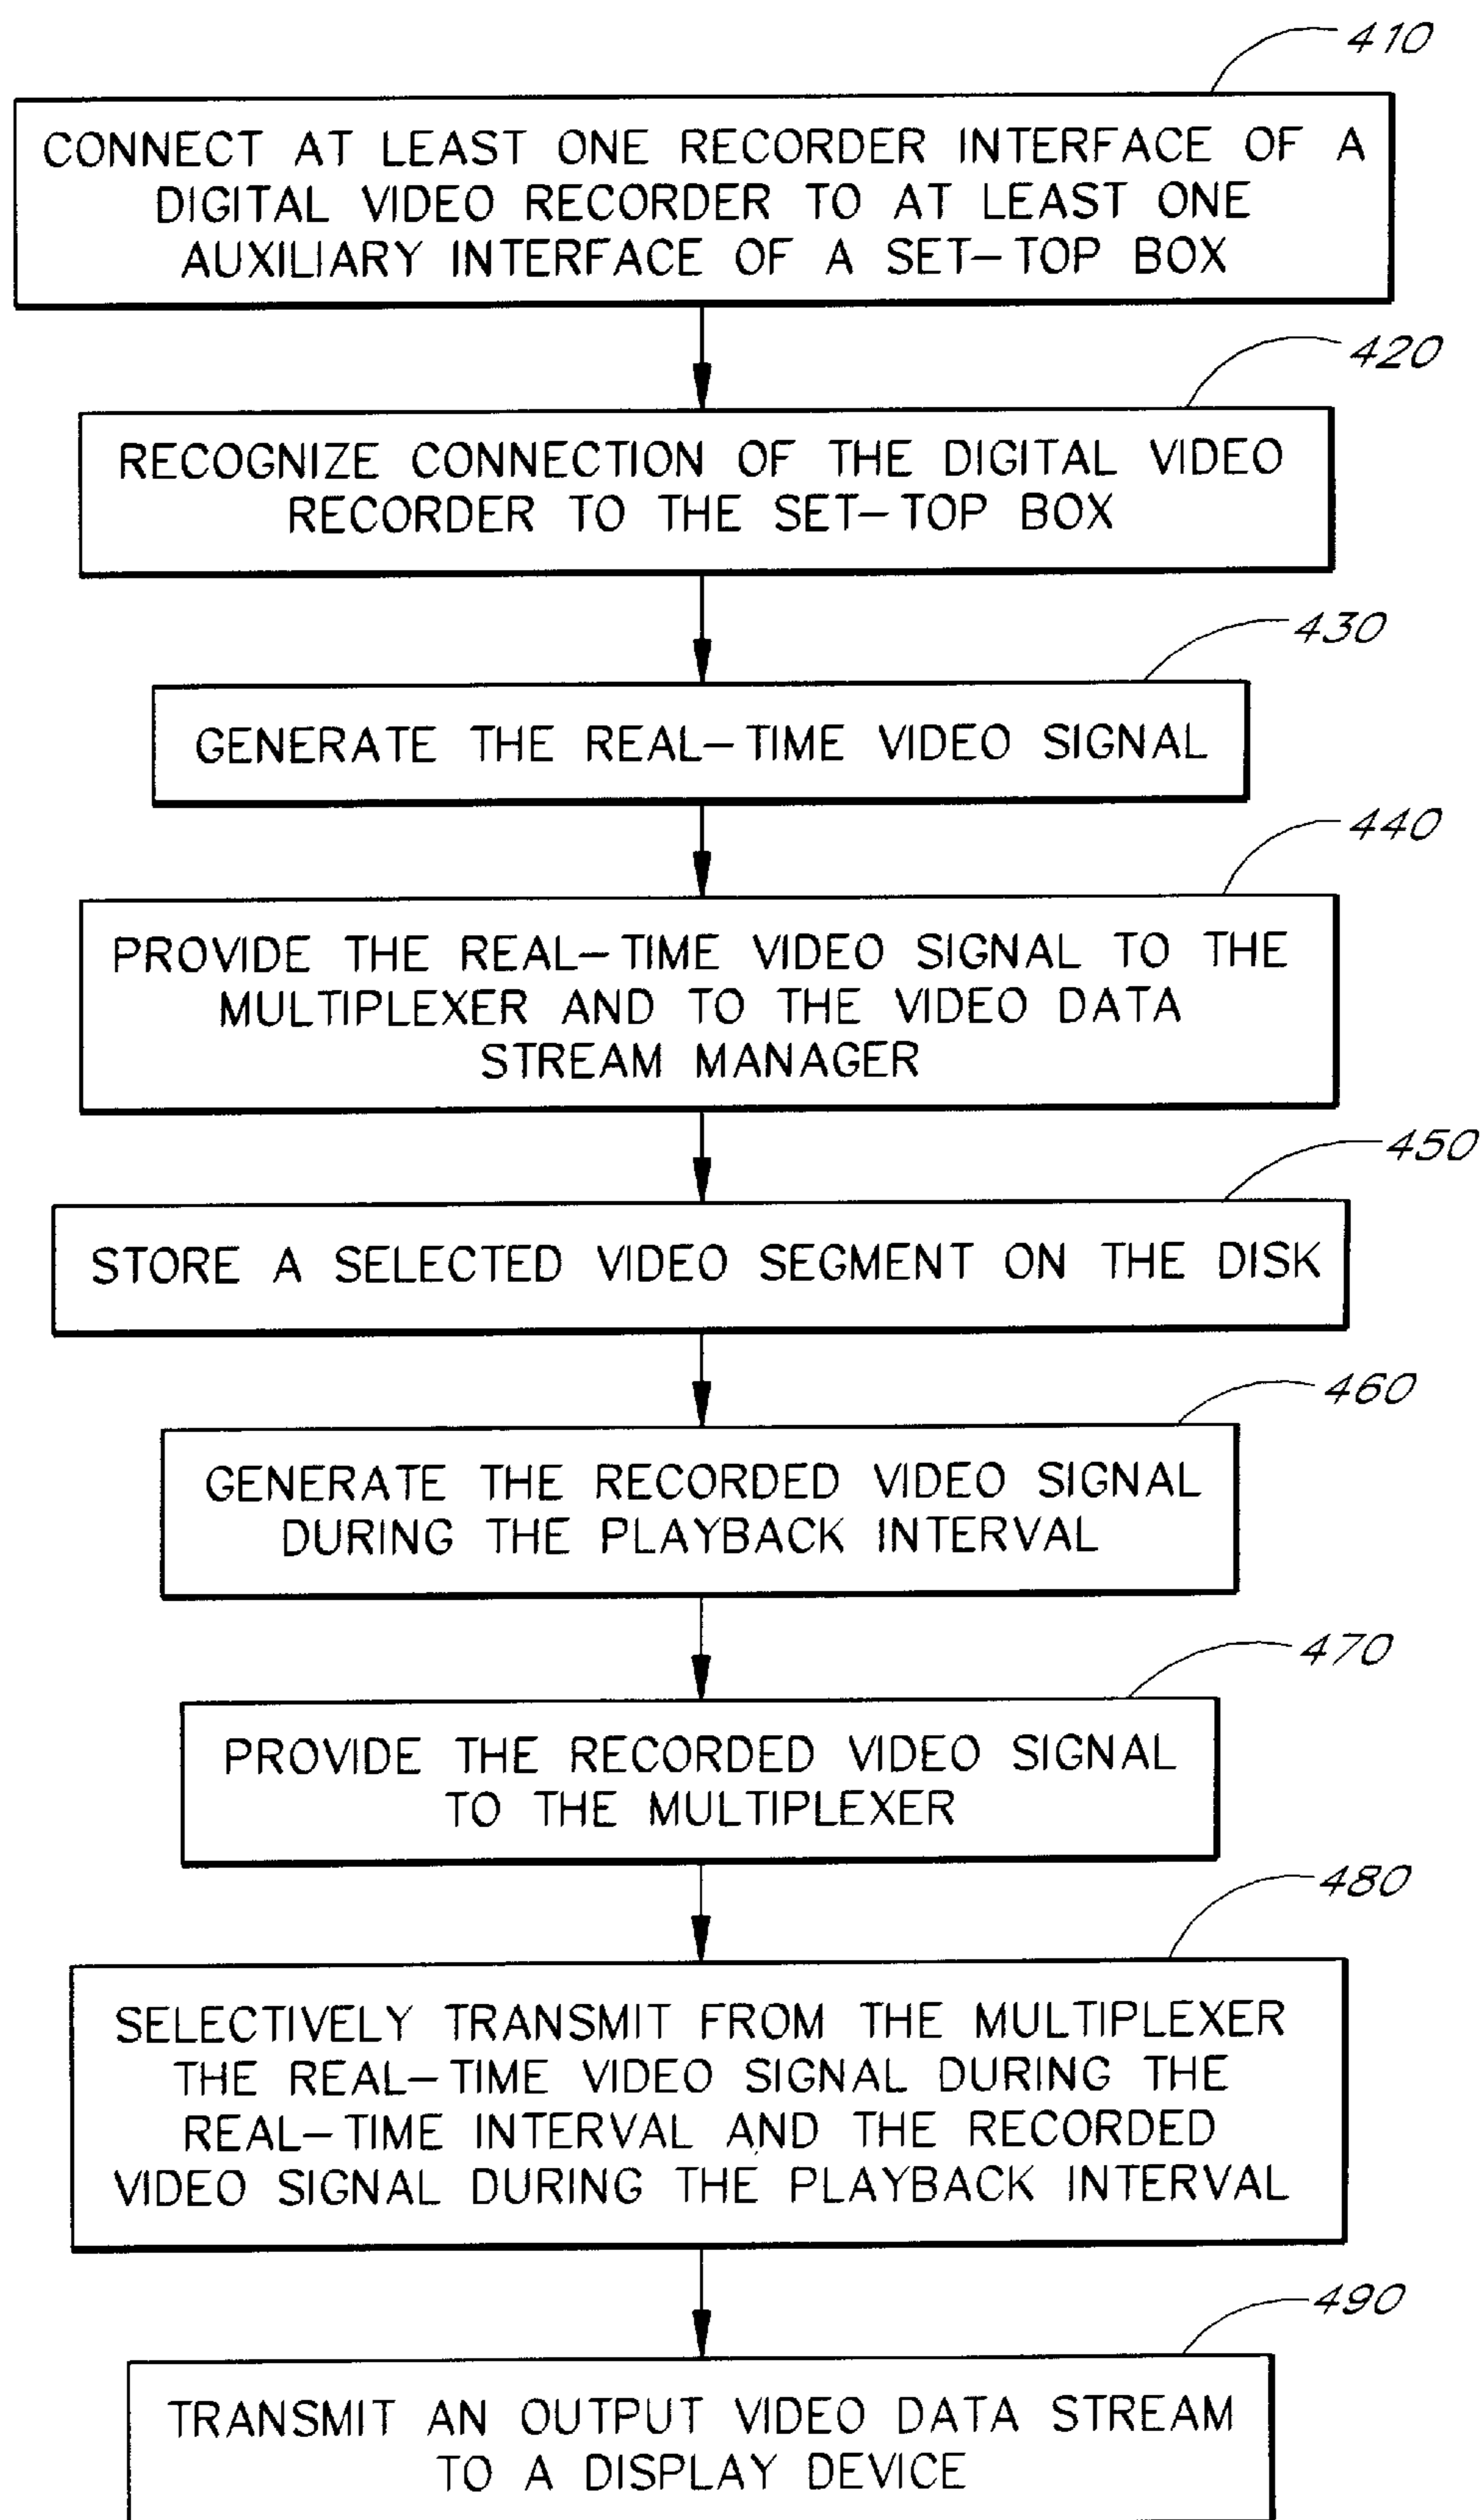 410
CONNECT AT LEAST ONE RECORDER INTERFACE OF A
DIGITAL VIDEO RECORDER TO AT LEAST ONE
AUXILIARY INTERFACE OF A SET-TOP BOX
420
RECOGNIZE CONNECTION OF THE DIGITAL VIDEO
RECORDER TO THE SET-TOP BOX
430
GENERATE THE REAL-TIME VIDEO SIGNAL
440
PROVIDE THE REAL-TIME VIDEO SIGNAL TO THE
MULTIPLEXER AND TO THE VIDEO DATA
STREAM MANAGER
450
STORE A SELECTED VIDEO SEGMENT ON THE DISK
460
GENERATE THE RECORDED VIDEO SIGNAL
DURING THE PLAYBACK INTERVAL
470
PROVIDE THE RECORDED VIDEO SIGNAL
TO THE MULTIPLEXER
480
SELECTIVELY TRANSMIT FROM THE MULTIPLEXER
THE REAL-TIME VIDEO SIGNAL DURING THE
REAL-TIME INTERVAL AND THE RECORDED
VIDEO SIGNAL DURING THE PLAYBACK INTERVAL
490
TRANSMIT AN OUTPUT VIDEO DATA STREAM
TO A DISPLAY DEVICE